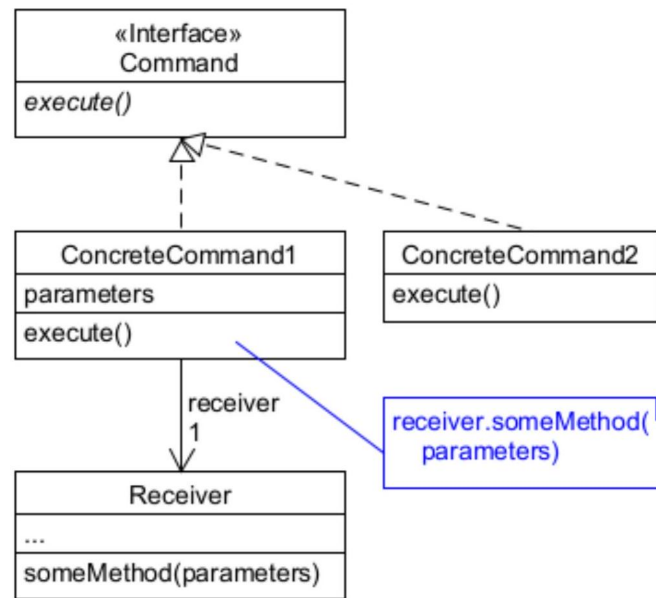 «Interface»
Command
execute()
ConcreteCommand1
parameters
execute()
ConcreteCommand2
execute()
receiver
1
receiver.someMethod(
parameters)
Receiver
...
someMethod(parameters)